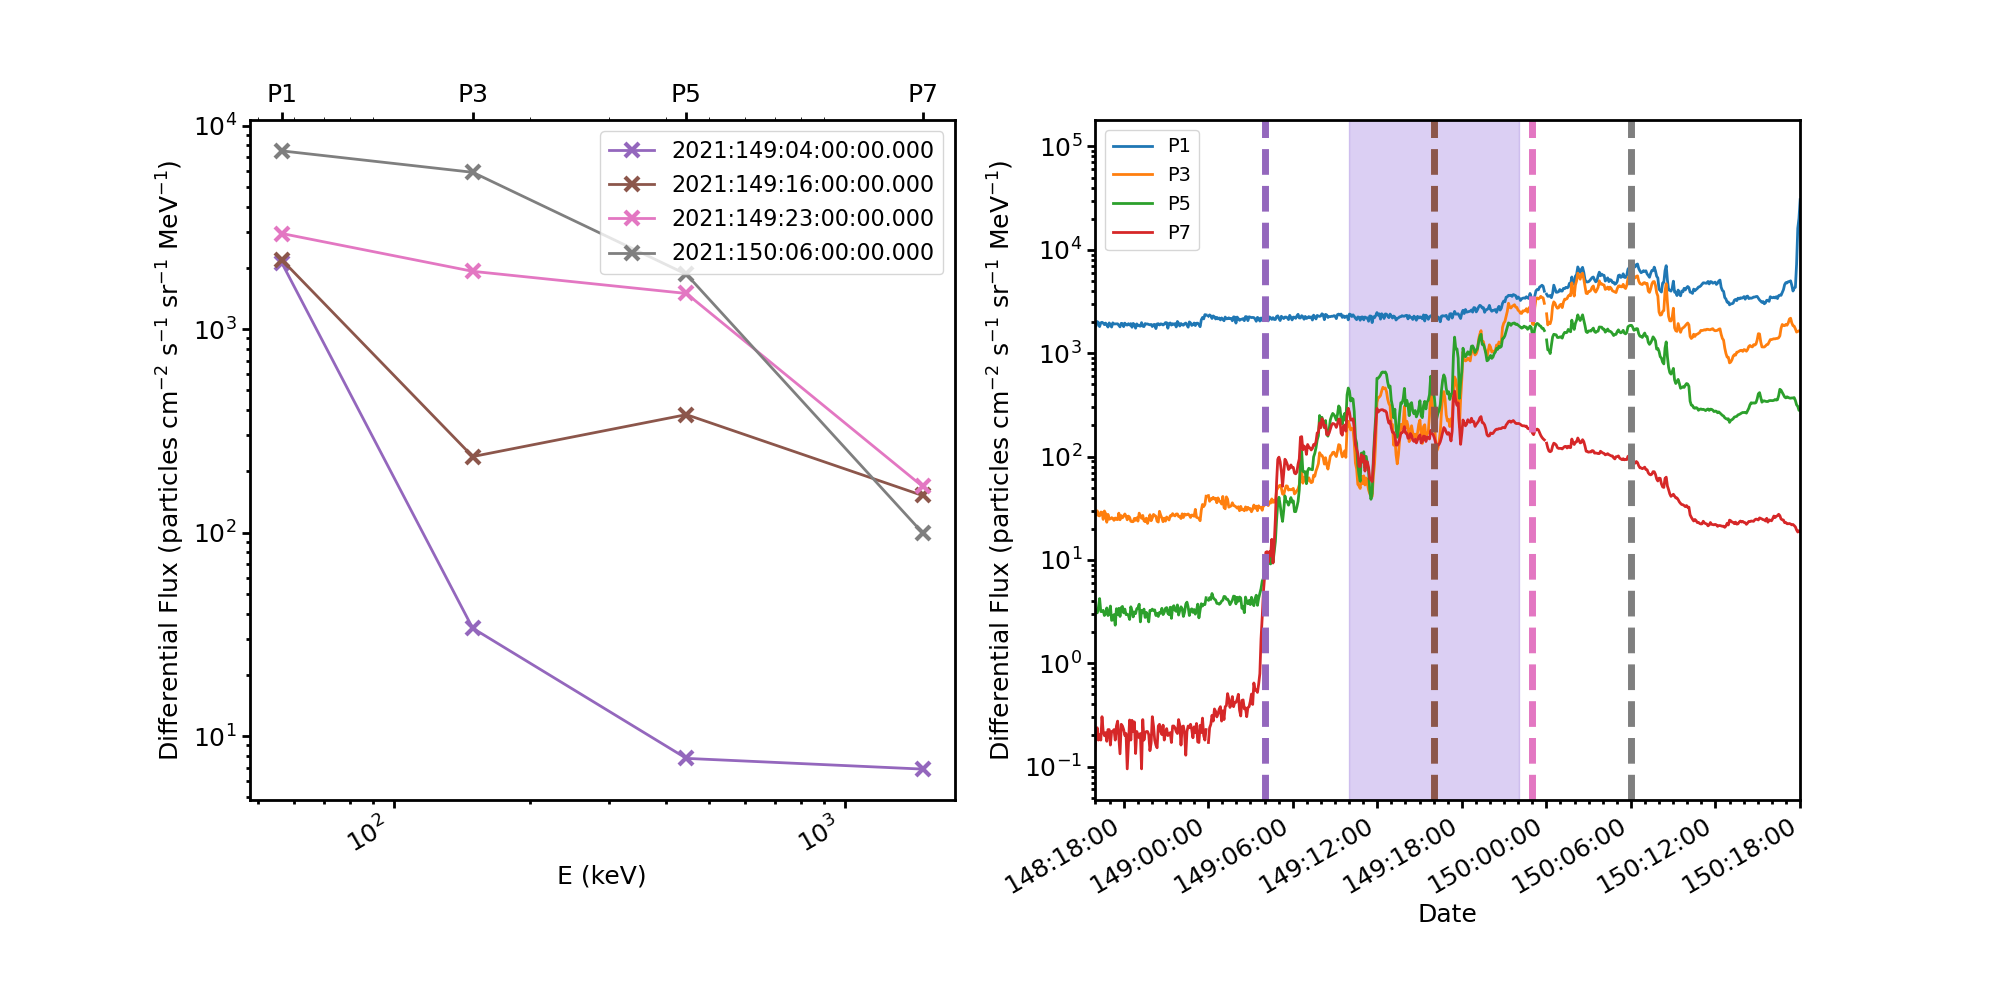 P1 P3 P5 P7
10^4
10^3
10^2
10^1
Differential Flux (particles cm^−2 s^−1 sr^−1 MeV^−1)
2021:149:04:00:00.000
2021:149:16:00:00.000
2021:149:23:00:00.000
2021:150:06:00:00.000
10^2 10^3
E (keV)
10^5
10^4
10^3
10^2
10^1
10^0
10^−1
Differential Flux (particles cm^−2 s^−1 sr^−1 MeV^−1)
P1
P3
P5
P7
148:18:00 149:00:00 149:06:00 149:12:00 149:18:00 150:00:00 150:06:00 150:12:00 150:18:00
Date